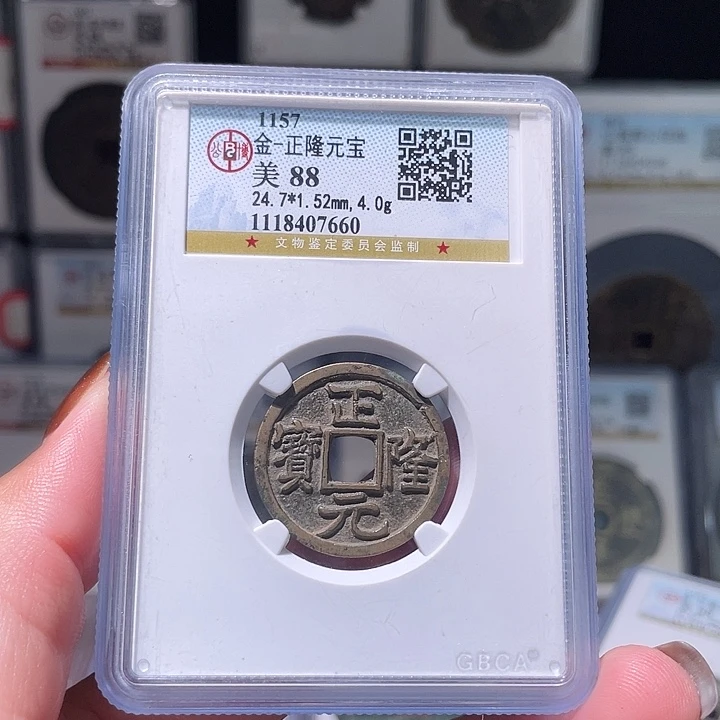 1157
金-正隆元宝
美 88
24.7*1.52mm,4.0g
1118407660
★ 文物鉴定委员会监制 ★
正
寶 隆
元
GBCA